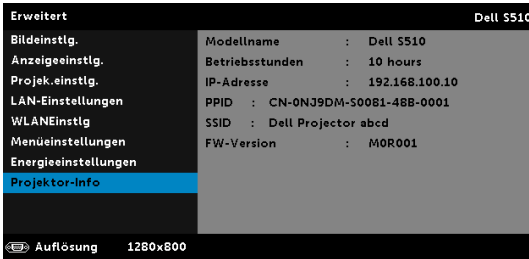 Erweitert Dell S510
Bildeinstlg.
Anzeigeeinstlg.
Projek.einstlg.
LAN-Einstellungen
WLANEinstlg
Menüeinstellungen
Energieeinstellungen
Projektor-Info
Modellname : Dell S510
Betriebsstunden : 10 hours
IP-Adresse : 192.168.100.10
PPID : CN-0NJ9DM-S0081-48B-0001
SSID : Dell Projector abcd
FW-Version : M0R001
Auflösung 1280x800